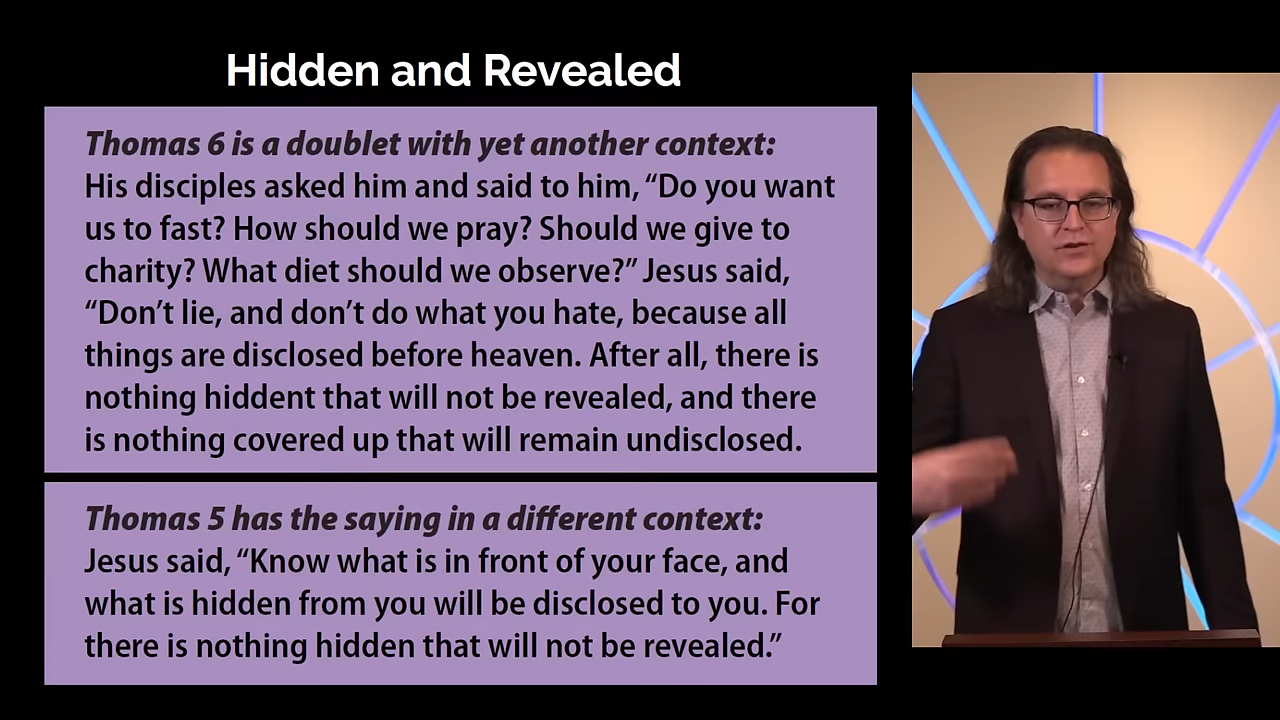 Hidden and Revealed
Thomas 6 is a doublet with yet another context:
His disciples asked him and said to him, “Do you want
us to fast? How should we pray? Should we give to
charity? What diet should we observe?” Jesus said,
“Don’t lie, and don’t do what you hate, because all
things are disclosed before heaven. After all, there is
nothing hiddent that will not be revealed, and there
is nothing covered up that will remain undisclosed.
Thomas 5 has the saying in a different context:
Jesus said, “Know what is in front of your face, and
what is hidden from you will be disclosed to you. For
there is nothing hidden that will not be revealed.”